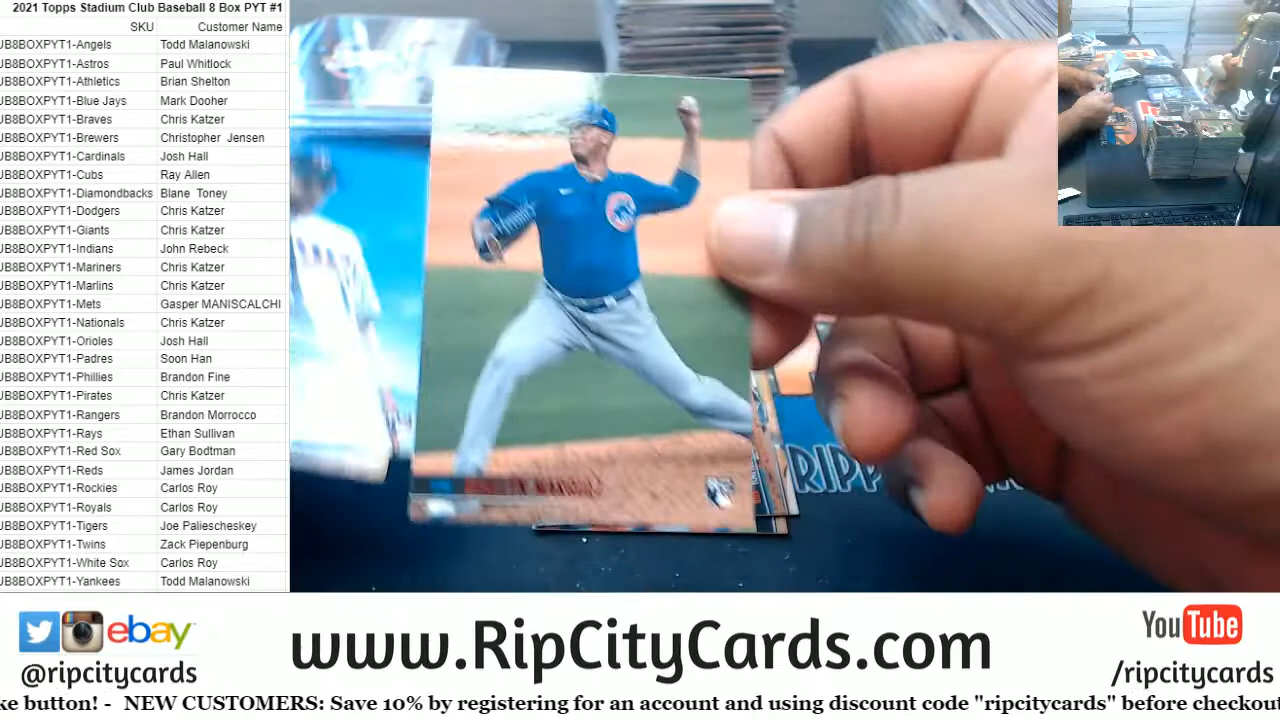 2021 Topps Stadium Club Baseball 8 Box PYT #1
SKU Customer Name
JB8BOXPYT1-Angels Todd Malanowski
JB8BOXPYT1-Astros Paul Whitlock
JB8BOXPYT1-Athletics Brian Shelton
JB8BOXPYT1-Blue Jays Mark Dooher
JB8BOXPYT1-Braves Chris Katzer
JB8BOXPYT1-Brewers Christopher Jensen
JB8BOXPYT1-Cardinals Josh Hall
JB8BOXPYT1-Cubs Ray Allen
JB8BOXPYT1-Diamondbacks Blane Toney
JB8BOXPYT1-Dodgers Chris Katzer
JB8BOXPYT1-Giants Chris Katzer
JB8BOXPYT1-Indians John Rebeck
JB8BOXPYT1-Mariners Chris Katzer
JB8BOXPYT1-Marlins Chris Katzer
JB8BOXPYT1-Mets Gasper MANISCALCHI
JB8BOXPYT1-Nationals Chris Katzer
JB8BOXPYT1-Orioles Josh Hall
JB8BOXPYT1-Padres Soon Han
JB8BOXPYT1-Phillies Brandon Fine
JB8BOXPYT1-Pirates Chris Katzer
JB8BOXPYT1-Rangers Brandon Morrocco
JB8BOXPYT1-Rays Ethan Sullivan
JB8BOXPYT1-Red Sox Gary Bodtman
JB8BOXPYT1-Reds James Jordan
JB8BOXPYT1-Rockies Carlos Roy
JB8BOXPYT1-Royals Carlos Roy
JB8BOXPYT1-Tigers Joe Paliescheskey
JB8BOXPYT1-Twins Zack Piepenburg
JB8BOXPYT1-White Sox Carlos Roy
JB8BOXPYT1-Yankees Todd Malanowski
RIPP
ebay
@ripcitycards
www.RipCityCards.com
YouTube
/ripcitycards
ke button! - NEW CUSTOMERS: Save 10% by registering for an account and using discount code "ripcitycards" before checkout